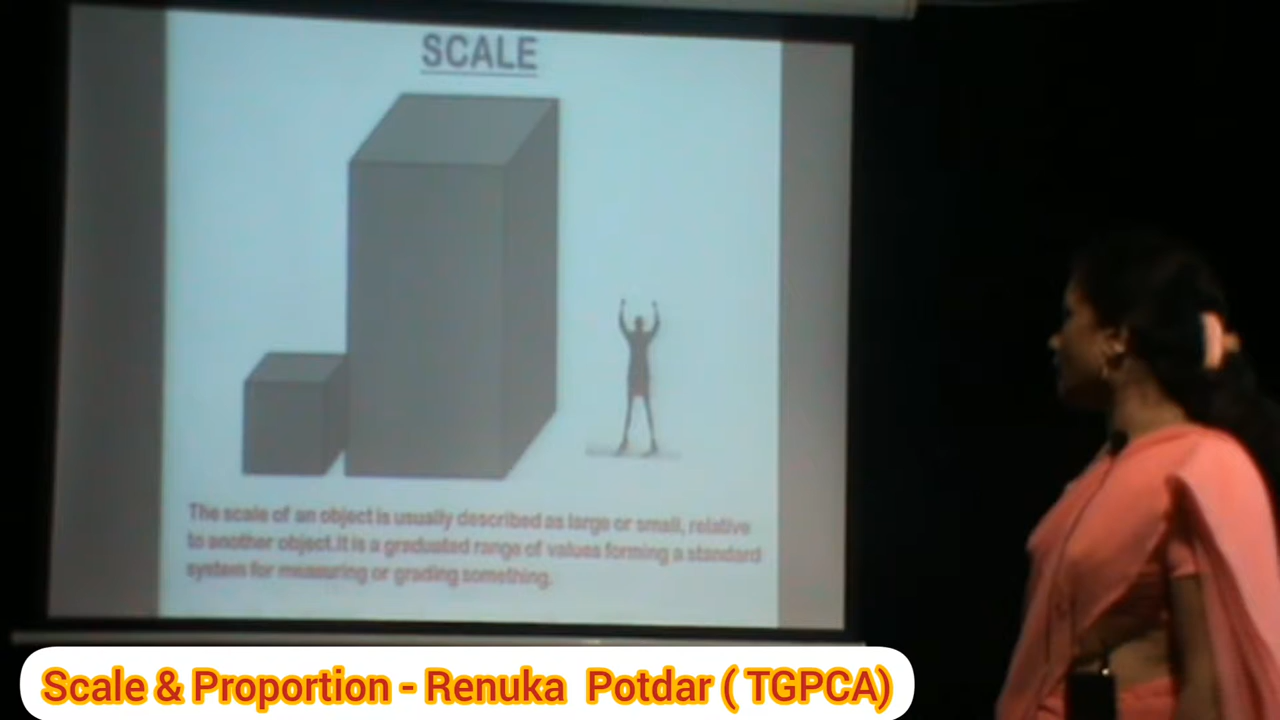 SCALE
The scale of an object is usually described as large or small, relative
to another object.It is a graduated range of values forming a standard
system for measuring or grading something.
Scale & Proportion - Renuka Potdar ( TGPCA)